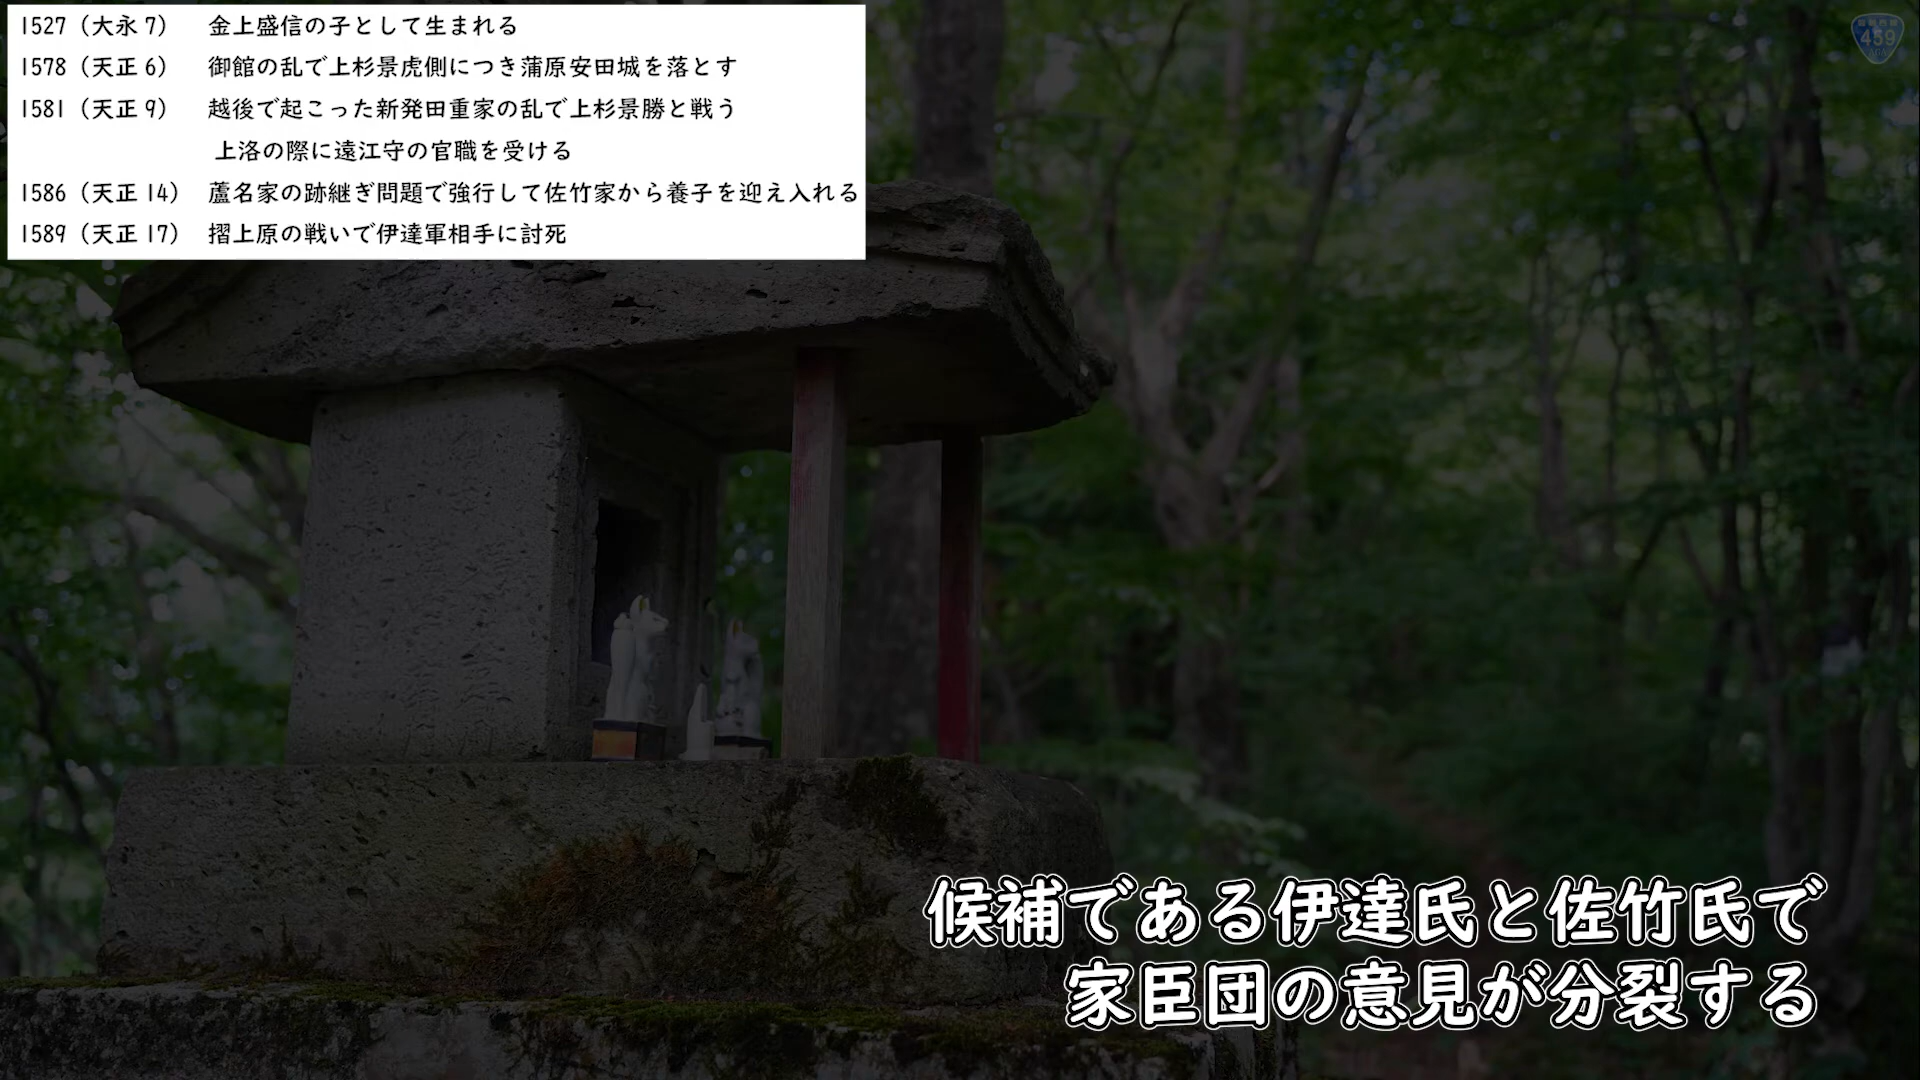 1527（大永 7）　金上盛信の子として生まれる
1578（天正 6）　御館の乱で上杉景虎側につき蒲原安田城を落とす
1581（天正 9）　越後で起こった新発田重家の乱で上杉景勝と戦う
上洛の際に遠江守の官職を受ける
1586（天正 14）　蘆名家の跡継ぎ問題で強行して佐竹家から養子を迎え入れる
1589（天正 17）　摺上原の戦いで伊達軍相手に討死
459
候補である伊達氏と佐竹氏で
家臣団の意見が分裂する